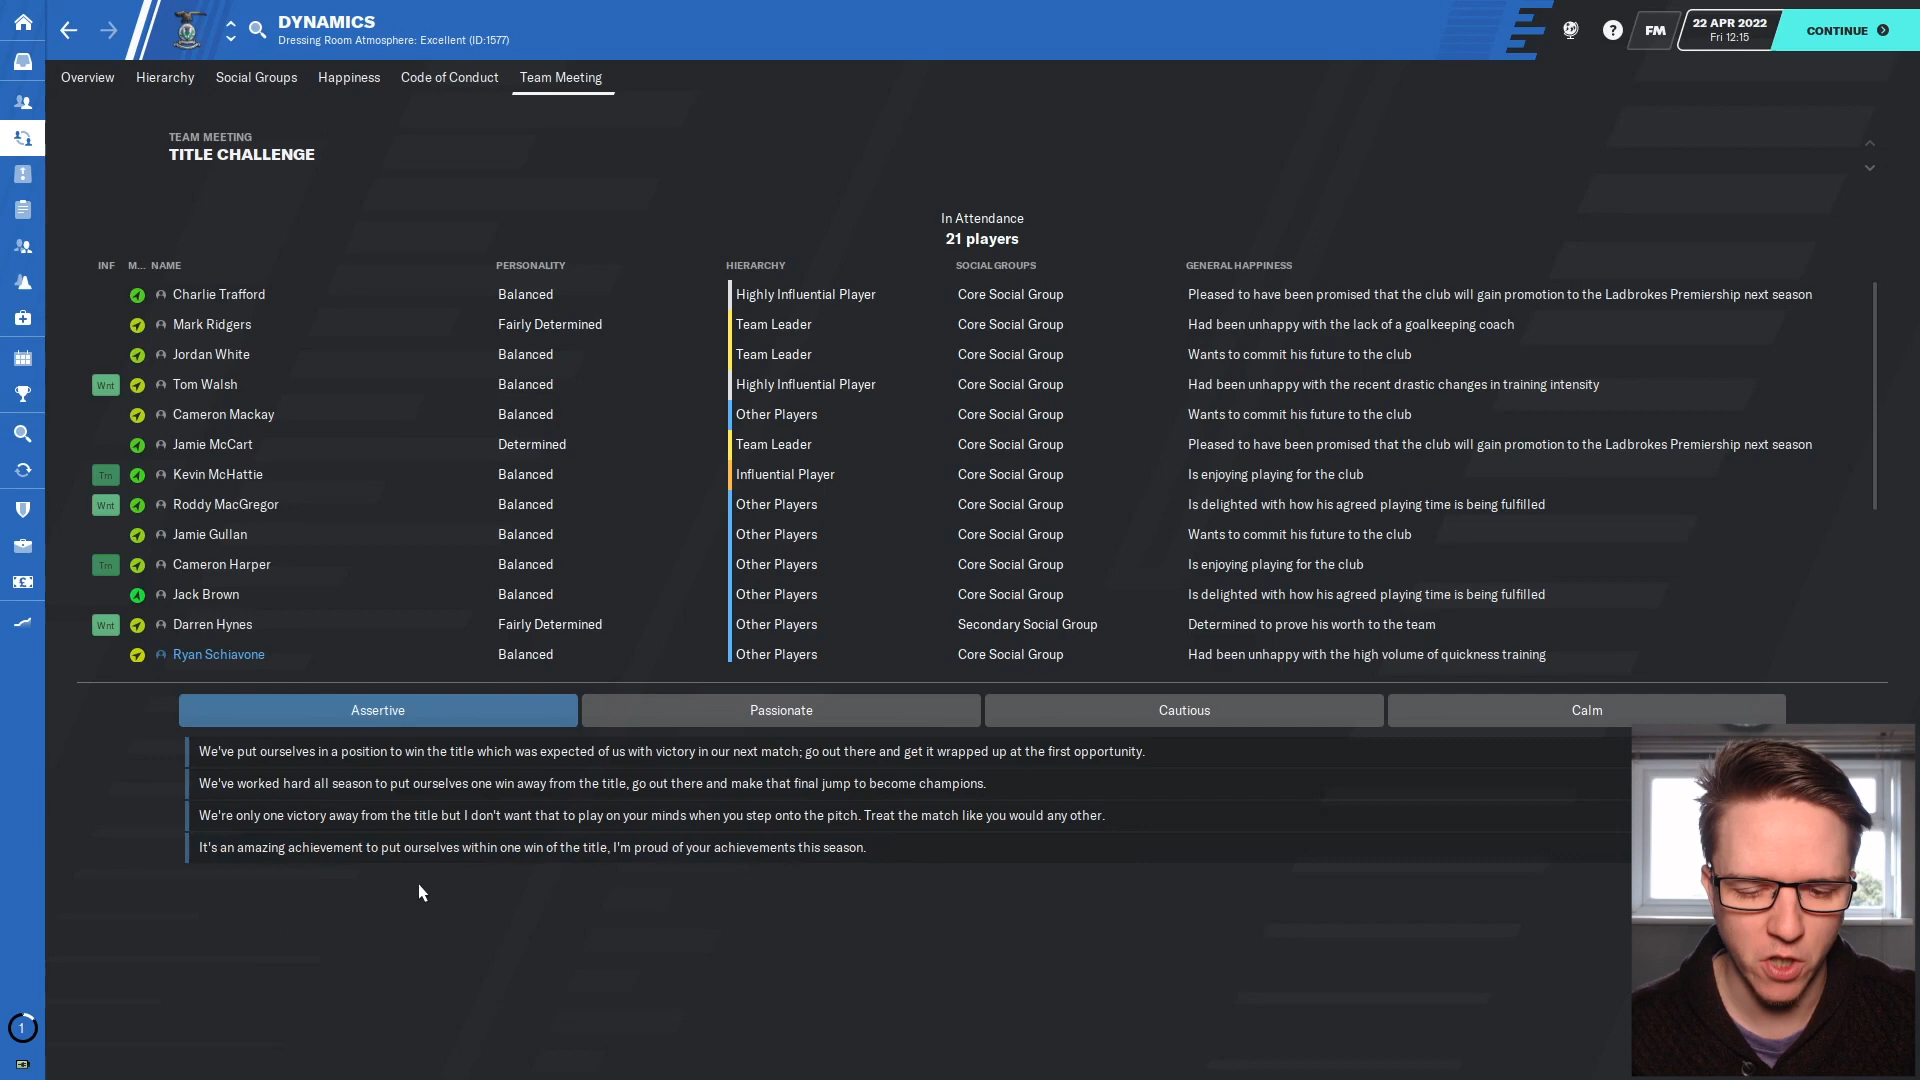 DYNAMICS
Dressing Room Atmosphere: Excellent (ID:1577)
FM
22 APR 2022
Fri 12:15
CONTINUE
Overview Hierarchy Social Groups Happiness Code of Conduct Team Meeting
TEAM MEETING
TITLE CHALLENGE
In Attendance
21 players
INF M... NAME PERSONALITY HIERARCHY SOCIAL GROUPS GENERAL HAPPINESS
Charlie Trafford Balanced Highly Influential Player Core Social Group Pleased to have been promised that the club will gain promotion to the Ladbrokes Premiership next season
Mark Ridgers Fairly Determined Team Leader Core Social Group Had been unhappy with the lack of a goalkeeping coach
Jordan White Balanced Team Leader Core Social Group Wants to commit his future to the club
Wnt Tom Walsh Balanced Highly Influential Player Core Social Group Had been unhappy with the recent drastic changes in training intensity
Cameron Mackay Balanced Other Players Core Social Group Wants to commit his future to the club
Jamie McCart Determined Team Leader Core Social Group Pleased to have been promised that the club will gain promotion to the Ladbrokes Premiership next season
Trn Kevin McHattie Balanced Influential Player Core Social Group Is enjoying playing for the club
Wnt Roddy MacGregor Balanced Other Players Core Social Group Is delighted with how his agreed playing time is being fulfilled
Jamie Gullan Balanced Other Players Core Social Group Wants to commit his future to the club
Trn Cameron Harper Balanced Other Players Core Social Group Is enjoying playing for the club
Jack Brown Balanced Other Players Core Social Group Is delighted with how his agreed playing time is being fulfilled
Wnt Darren Hynes Fairly Determined Other Players Secondary Social Group Determined to prove his worth to the team
Ryan Schiavone Balanced Other Players Core Social Group Had been unhappy with the high volume of quickness training
Assertive Passionate Cautious Calm
We've put ourselves in a position to win the title which was expected of us with victory in our next match; go out there and get it wrapped up at the first opportunity.
We've worked hard all season to put ourselves one win away from the title, go out there and make that final jump to become champions.
We're only one victory away from the title but I don't want that to play on your minds when you step onto the pitch. Treat the match like you would any other.
It's an amazing achievement to put ourselves within one win of the title, I'm proud of your achievements this season.
1